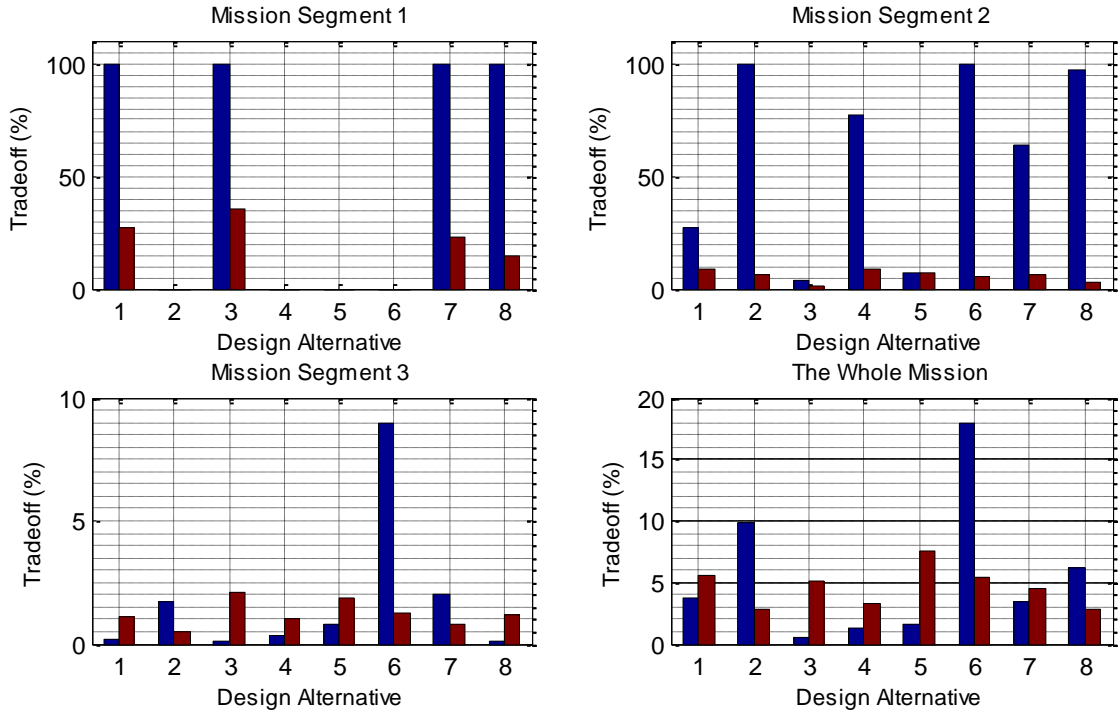 Mission Segment 1
Tradeoff (%)
100
50
0
1 2 3 4 5 6 7 8
Design Alternative
Mission Segment 2
Tradeoff (%)
100
50
0
1 2 3 4 5 6 7 8
Design Alternative
Mission Segment 3
Tradeoff (%)
10
5
0
1 2 3 4 5 6 7 8
Design Alternative
The Whole Mission
Tradeoff (%)
20
15
10
5
0
1 2 3 4 5 6 7 8
Design Alternative